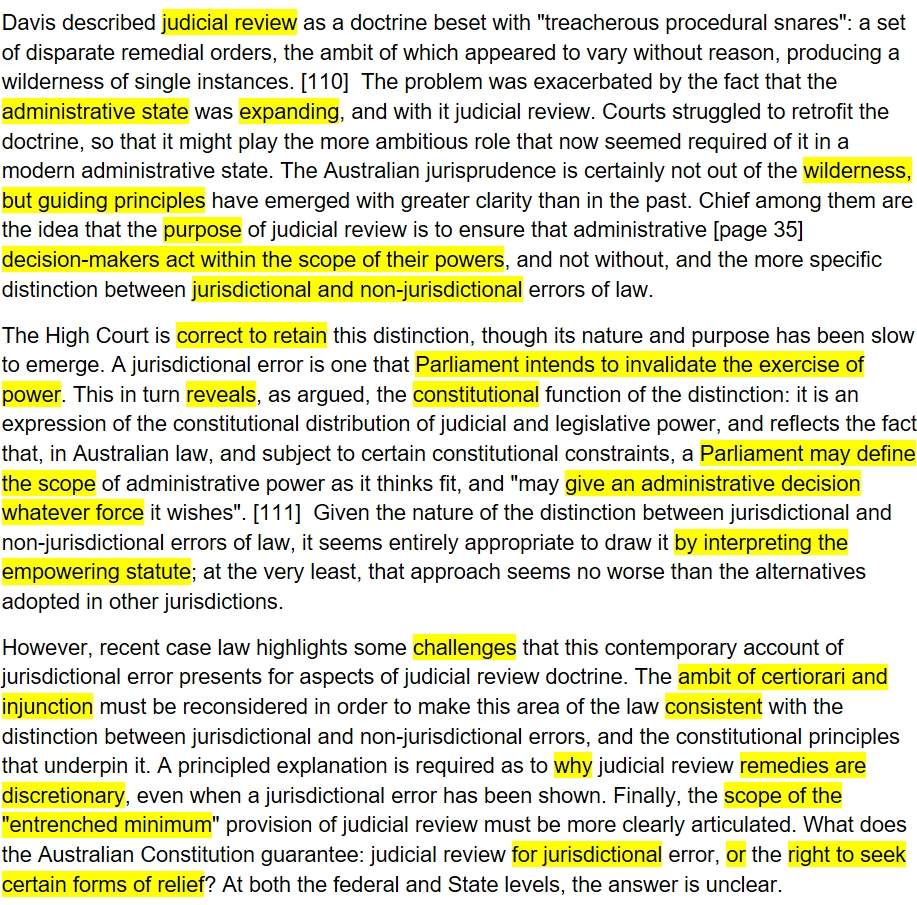 Davis described judicial review as a doctrine beset with "treacherous procedural snares": a set
of disparate remedial orders, the ambit of which appeared to vary without reason, producing a
wilderness of single instances. [110]  The problem was exacerbated by the fact that the
administrative state was expanding, and with it judicial review. Courts struggled to retrofit the
doctrine, so that it might play the more ambitious role that now seemed required of it in a
modern administrative state. The Australian jurisprudence is certainly not out of the wilderness,
but guiding principles have emerged with greater clarity than in the past. Chief among them are
the idea that the purpose of judicial review is to ensure that administrative [page 35]
decision-makers act within the scope of their powers, and not without, and the more specific
distinction between jurisdictional and non-jurisdictional errors of law.
The High Court is correct to retain this distinction, though its nature and purpose has been slow
to emerge. A jurisdictional error is one that Parliament intends to invalidate the exercise of
power. This in turn reveals, as argued, the constitutional function of the distinction: it is an
expression of the constitutional distribution of judicial and legislative power, and reflects the fact
that, in Australian law, and subject to certain constitutional constraints, a Parliament may define
the scope of administrative power as it thinks fit, and "may give an administrative decision
whatever force it wishes". [111]  Given the nature of the distinction between jurisdictional and
non-jurisdictional errors of law, it seems entirely appropriate to draw it by interpreting the
empowering statute; at the very least, that approach seems no worse than the alternatives
adopted in other jurisdictions.
However, recent case law highlights some challenges that this contemporary account of
jurisdictional error presents for aspects of judicial review doctrine. The ambit of certiorari and
injunction must be reconsidered in order to make this area of the law consistent with the
distinction between jurisdictional and non-jurisdictional errors, and the constitutional principles
that underpin it. A principled explanation is required as to why judicial review remedies are
discretionary, even when a jurisdictional error has been shown. Finally, the scope of the
"entrenched minimum" provision of judicial review must be more clearly articulated. What does
the Australian Constitution guarantee: judicial review for jurisdictional error, or the right to seek
certain forms of relief? At both the federal and State levels, the answer is unclear.